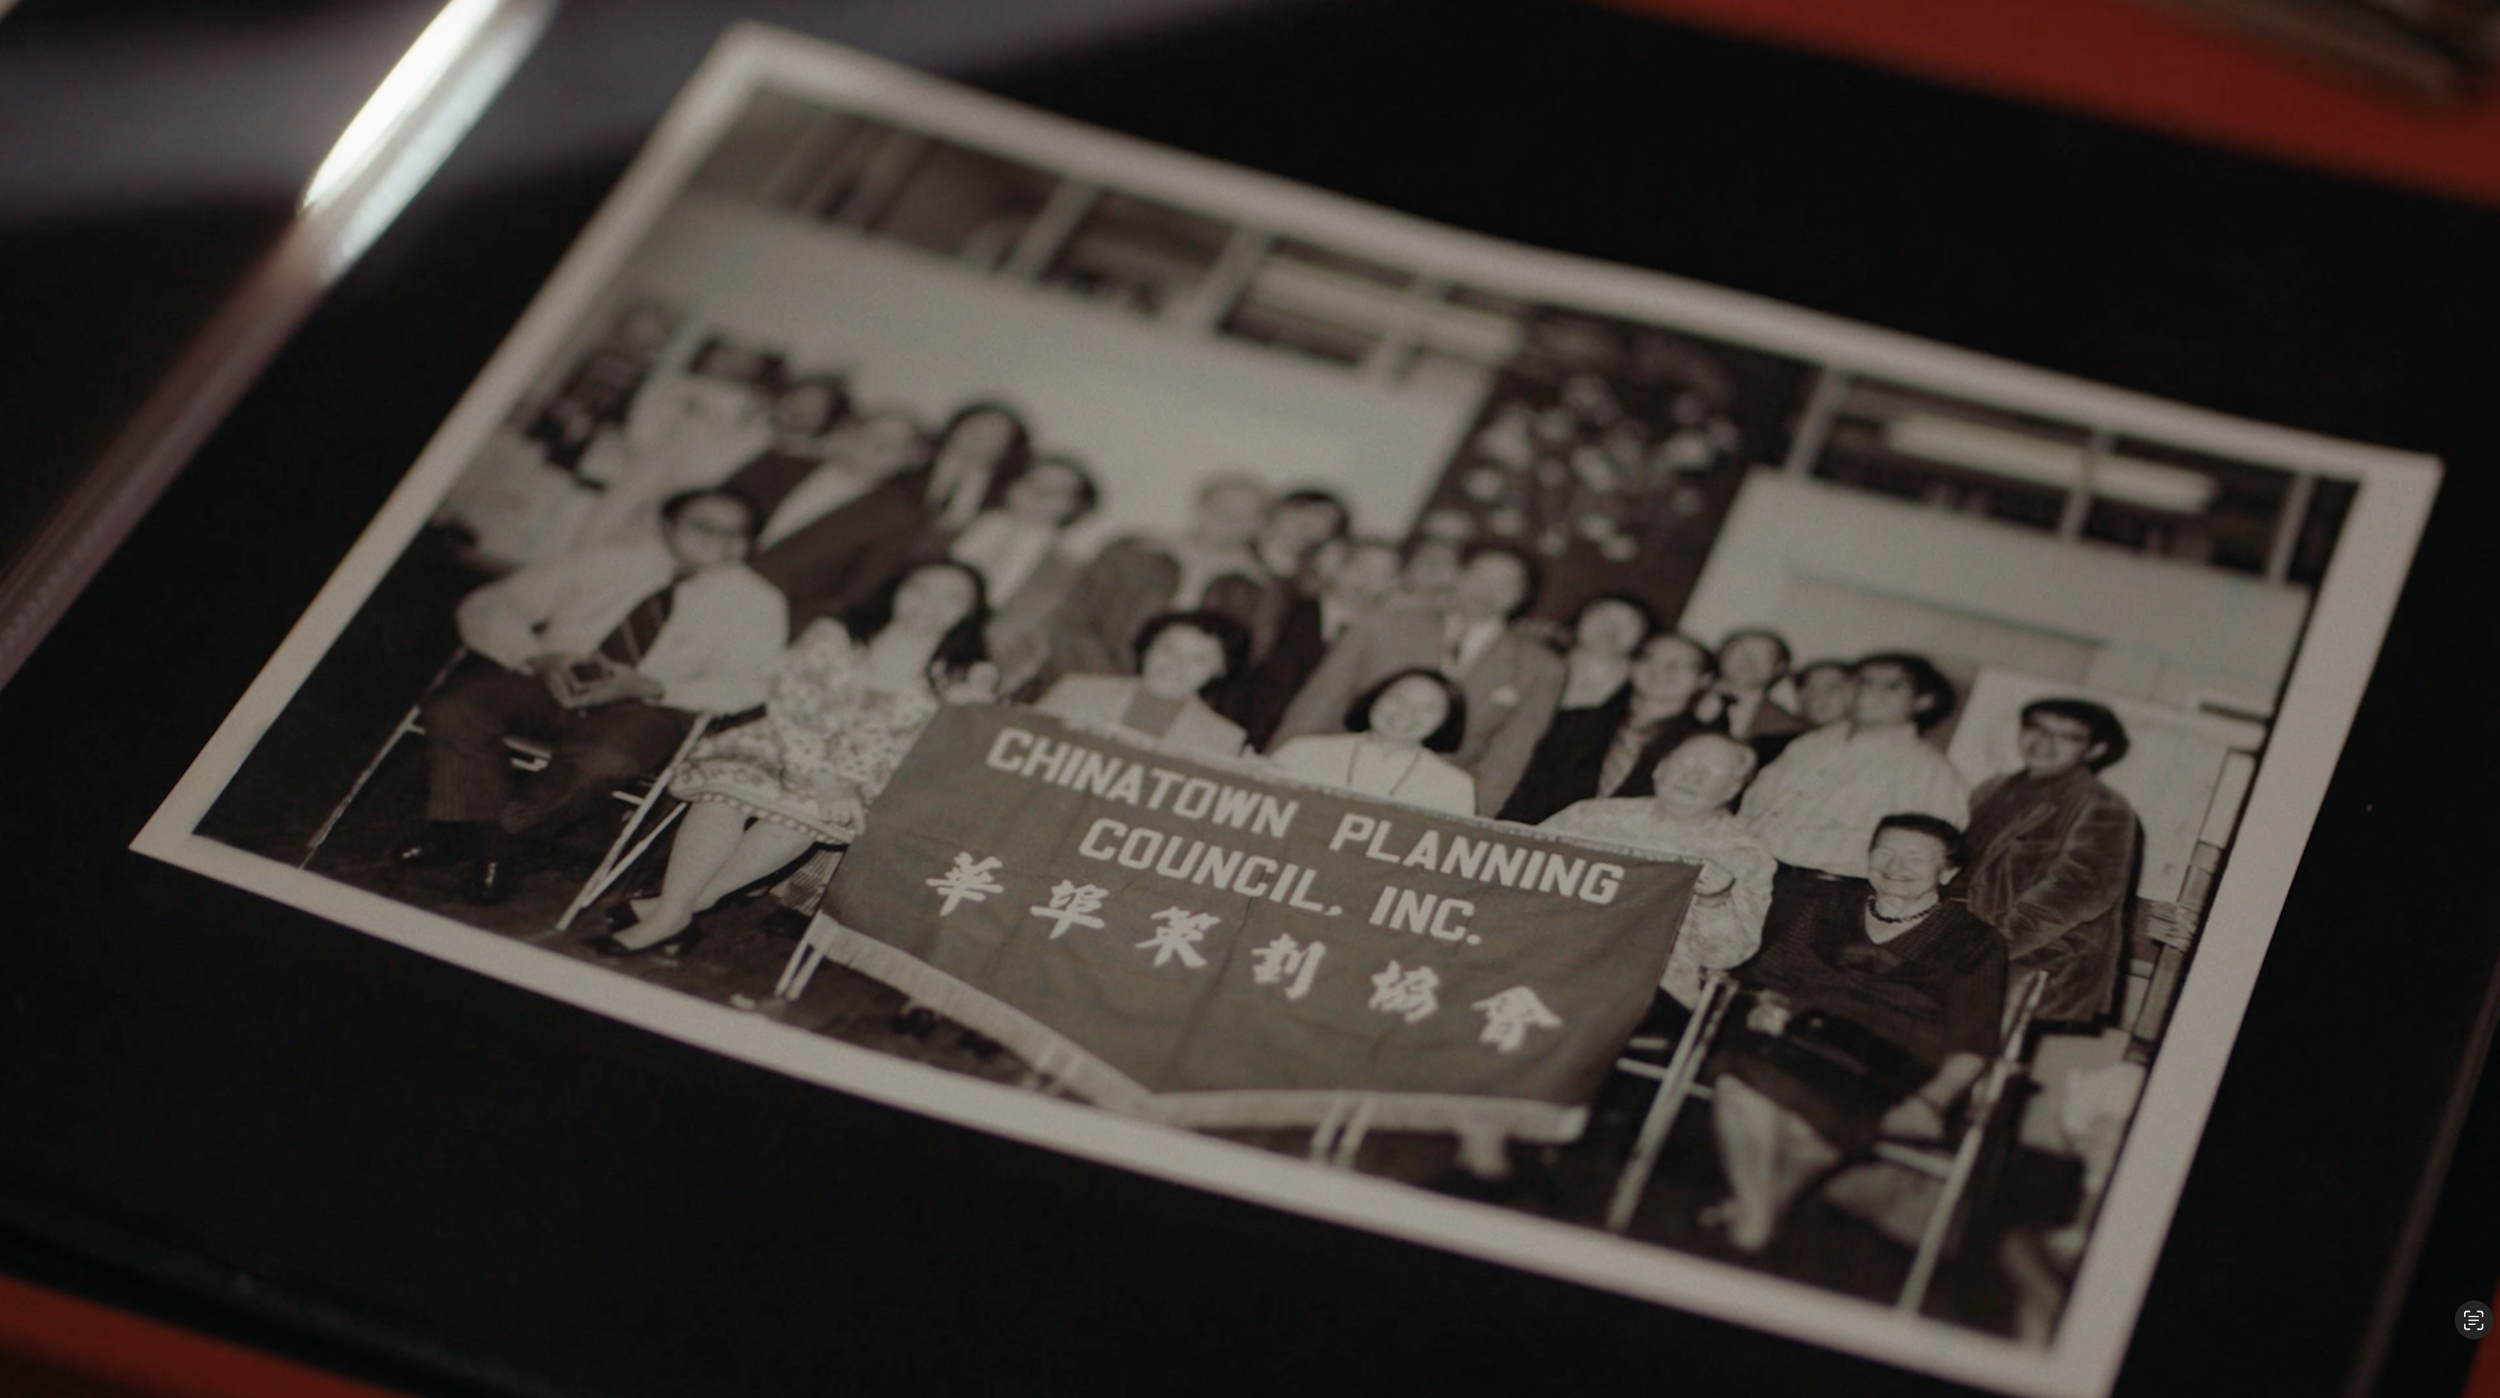 CHINATOWN PLANNING
COUNCIL, INC.
華埠策劃協會